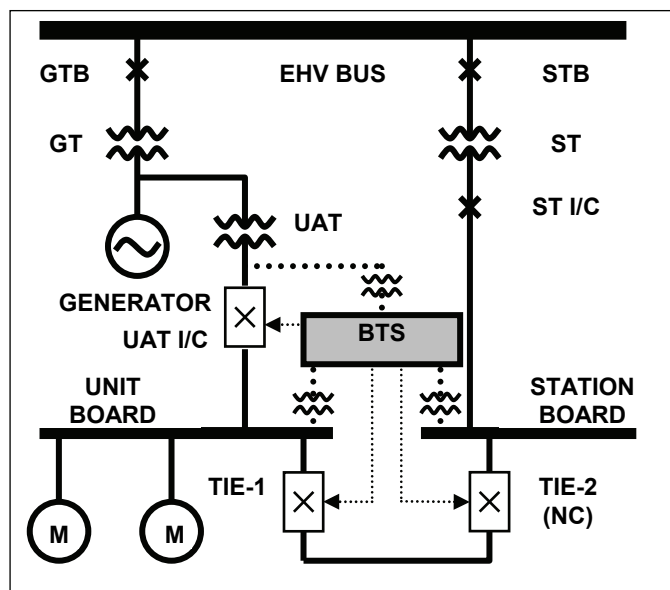 GTB
EHV BUS
STB
GT
ST
ST I/C
UAT
GENERATOR
UAT I/C
BTS
UNIT
BOARD
STATION
BOARD
TIE-1
TIE-2
(NC)
M
M